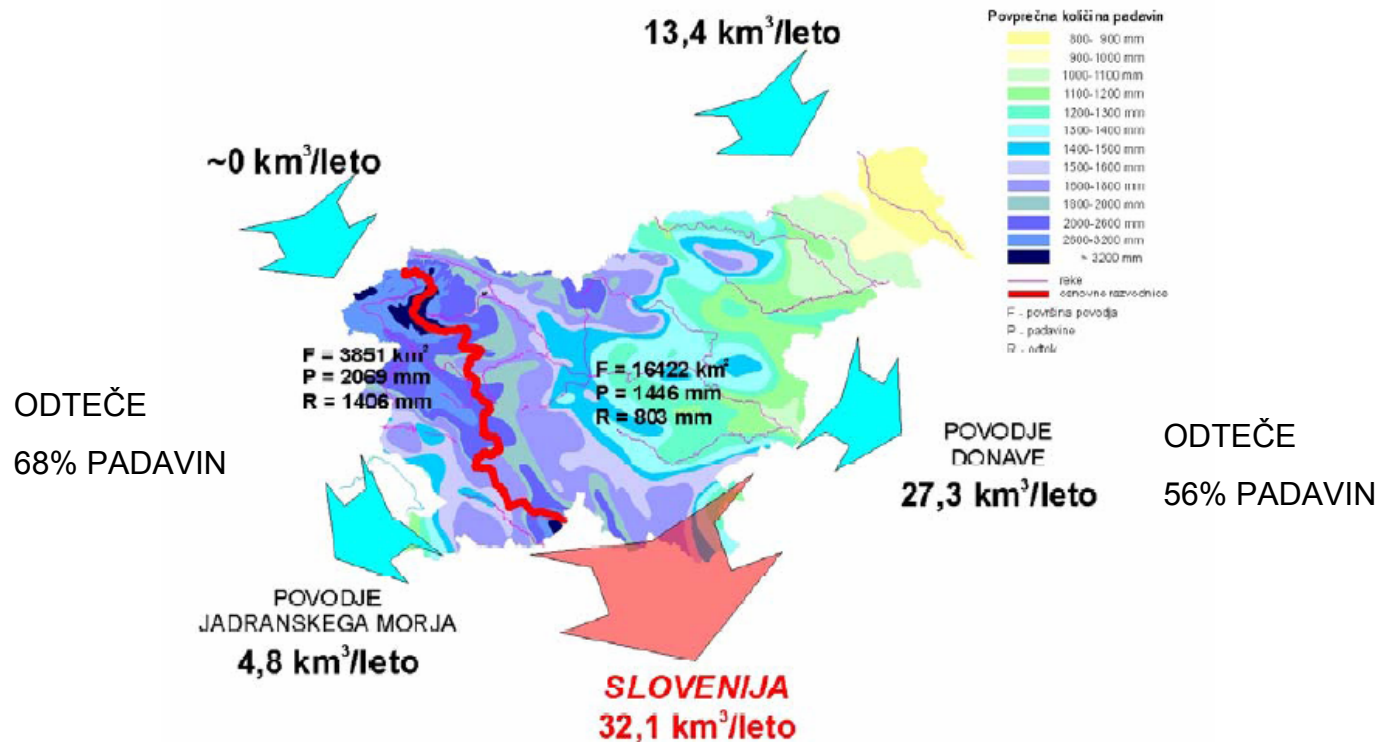 13,4 km³/leto
~0 km³/leto
Povprečna količina padavin
800- 900 mm
900-1000 mm
1000-1100 mm
1100-1200 mm
1200-1300 mm
1300-1400 mm
1400-1500 mm
1500-1600 mm
1600-1800 mm
1800-2000 mm
2000-2600 mm
2600-3200 mm
> 3200 mm
reke
osnovne razvodnice
F - površina povodja
P - padavine
R - odtok
F = 3851 km²
P = 2069 mm
R = 1406 mm
F = 16422 km²
P = 1446 mm
R = 803 mm
ODTEČE
68% PADAVIN
POVODJE
DONAVE
27,3 km³/leto
ODTEČE
56% PADAVIN
POVODJE
JADRANSKEGA MORJA
4,8 km³/leto
SLOVENIJA
32,1 km³/leto